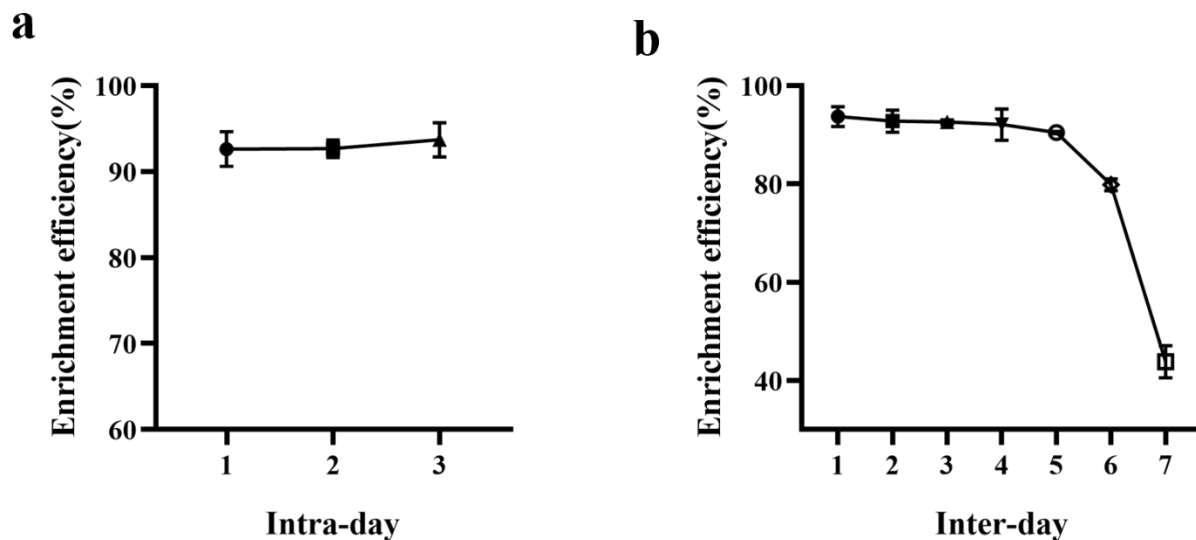 a
Enrichment efficiency(%)
100
90
80
70
60
1 2 3
Intra-day
b
Enrichment efficiency(%)
100
80
60
40
1 2 3 4 5 6 7
Inter-day